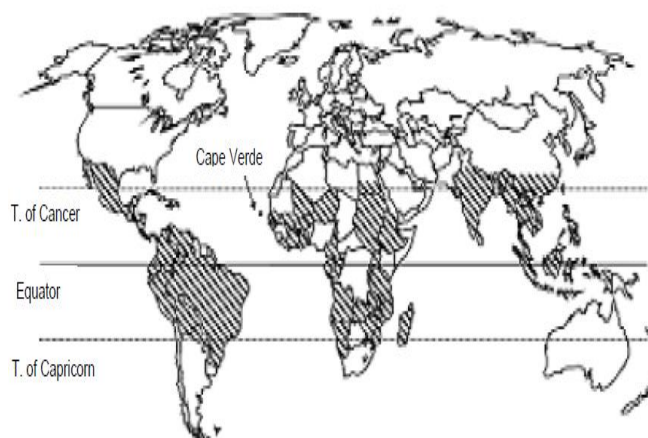 Cape Verde
T. of Cancer
Equator
T. of Capricorn